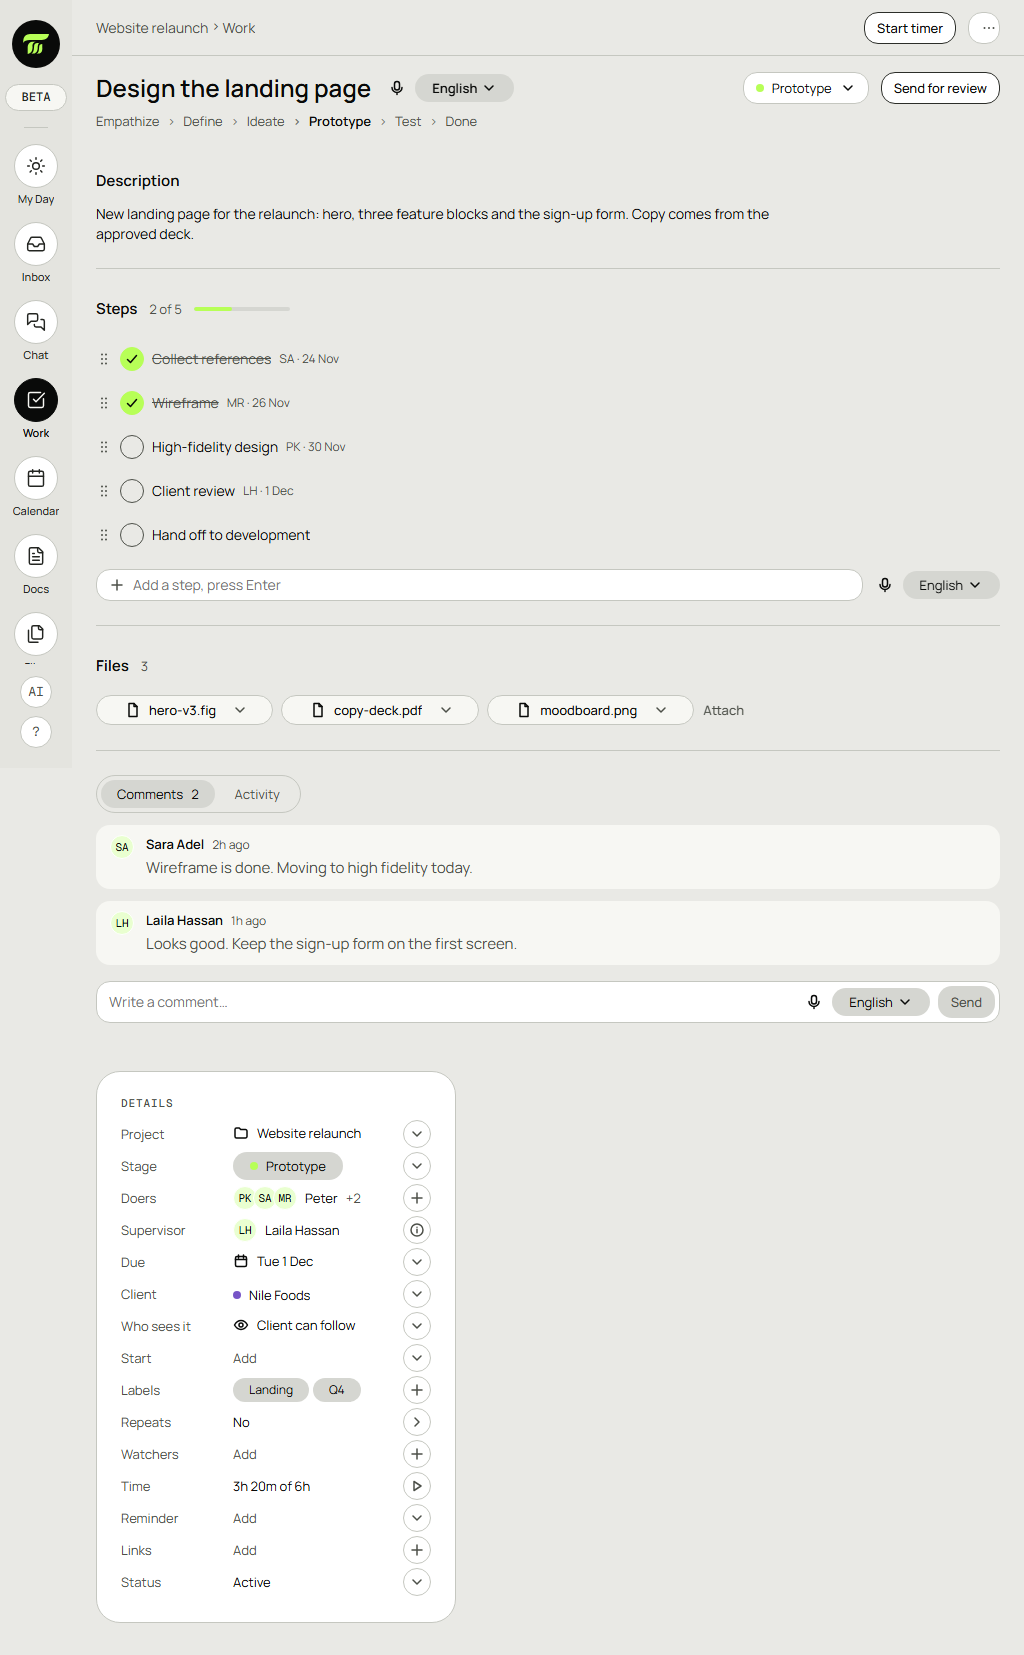 Website relaunch > Work
Start timer
...
BETA
Design the landing page
English
Prototype
Send for review
Empathize > Define > Ideate > Prototype > Test > Done
My Day
Inbox
Chat
Work
Calendar
Docs
AI
?
Description
New landing page for the relaunch: hero, three feature blocks and the sign-up form. Copy comes from the
approved deck.
Steps 2 of 5
Collect references SA · 24 Nov
Wireframe MR · 26 Nov
High-fidelity design PK · 30 Nov
Client review LH · 1 Dec
Hand off to development
Add a step, press Enter
English
Files 3
hero-v3.fig
copy-deck.pdf
moodboard.png
Attach
Comments 2
Activity
SA Sara Adel 2h ago
Wireframe is done. Moving to high fidelity today.
LH Laila Hassan 1h ago
Looks good. Keep the sign-up form on the first screen.
Write a comment...
English
Send
DETAILS
Project Website relaunch
Stage Prototype
Doers PK SA MR Peter +2
Supervisor LH Laila Hassan
Due Tue 1 Dec
Client Nile Foods
Who sees it Client can follow
Start Add
Labels Landing Q4
Repeats No
Watchers Add
Time 3h 20m of 6h
Reminder Add
Links Add
Status Active